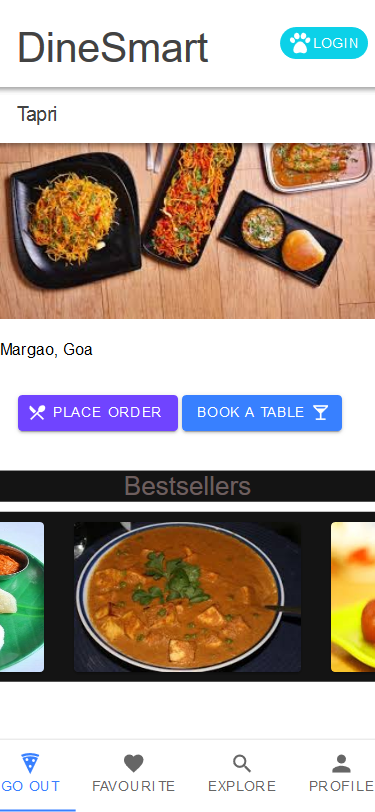 DineSmart
LOGIN
Tapri
Margao, Goa
PLACE ORDER
BOOK A TABLE
Bestsellers
GO OUT
FAVOURITE
EXPLORE
PROFILE